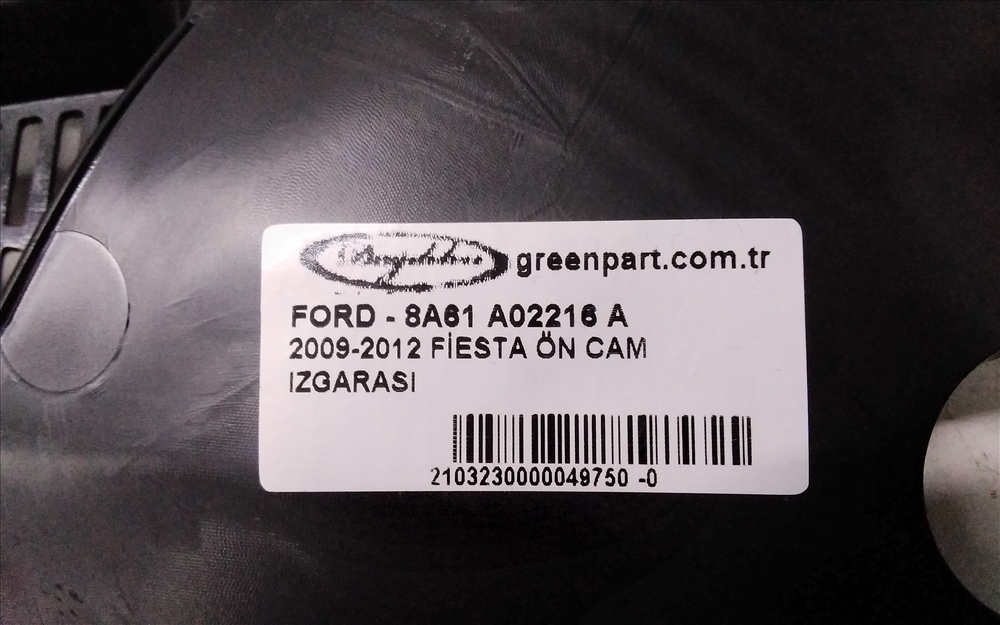 greenpart.com.tr
FORD - 8A61 A02216 A
2009-2012 FİESTA ÖN CAM
IZGARASI
2103230000049750 -0